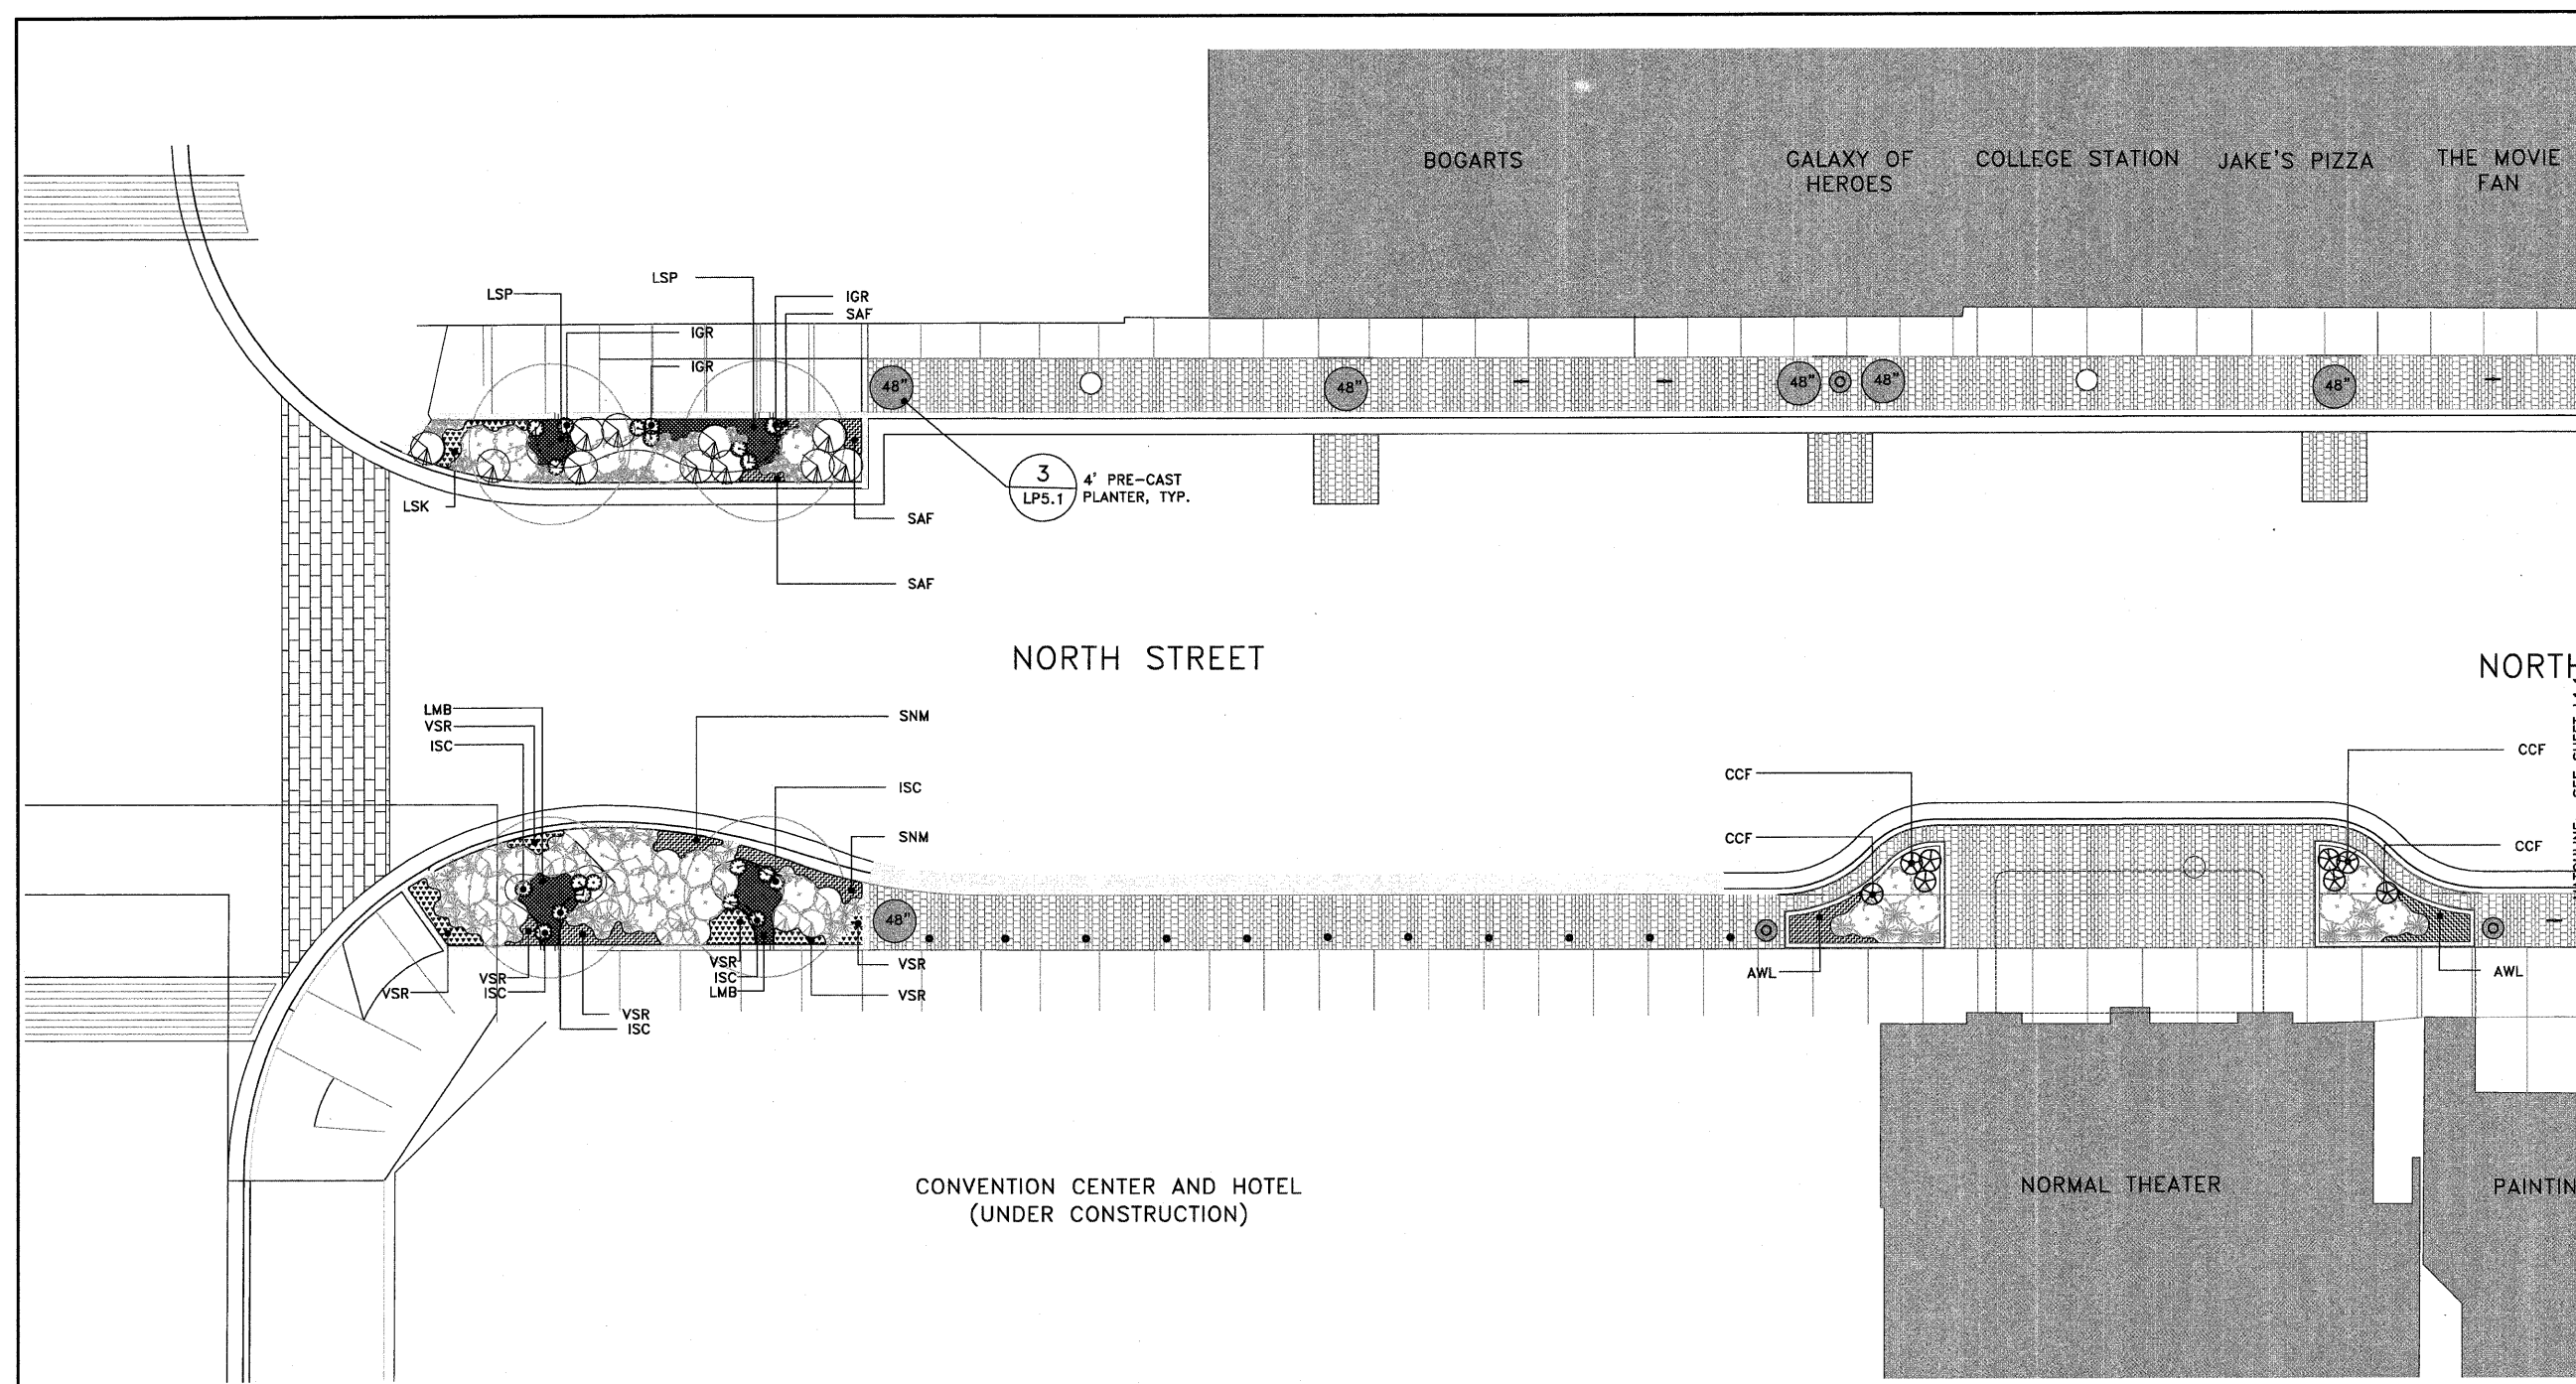 BOGARTS
GALAXY OF
HEROES
COLLEGE STATION
JAKE'S PIZZA
THE MOVIE
FAN
LSP
LSP
IGR
SAF
IGR
IGR
48"
48"
48"
48"
48"
3
LP5.1
4' PRE-CAST
PLANTER, TYP.
LSK
SAF
SAF
NORTH STREET
NORTH
LMB
VSR
ISC
SNM
ISC
SNM
CCF
CCF
CCF
CCF
48"
VSR
VSR
ISC
VSR
ISC
VSR
ISC
LMB
VSR
VSR
AWL
AWL
CONVENTION CENTER AND HOTEL
(UNDER CONSTRUCTION)
NORMAL THEATER
PAINTIN